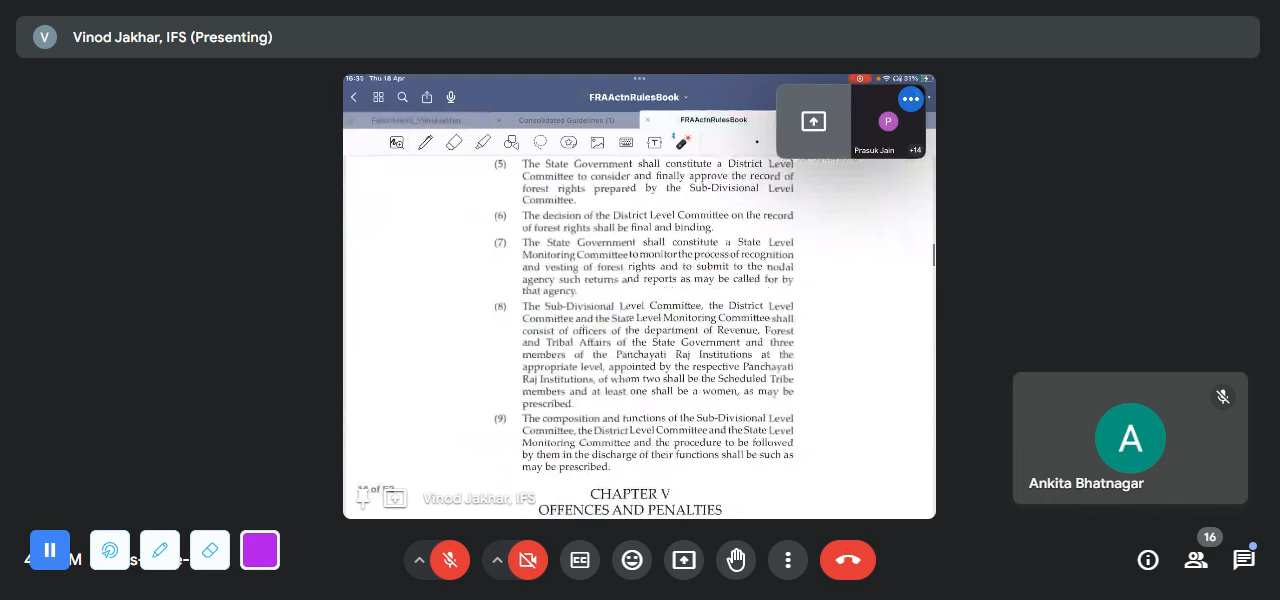 V Vinod Jakhar, IFS (Presenting)
16:31 Thu 18 Apr
31%
FRAActnRulesBook
Consolidated Guidelines (1)
FRAActnRulesBook
P
Prasuk Jain +14
(5) The State Government shall constitute a District Level
Committee to consider and finally approve the record of
forest rights prepared by the Sub-Divisional Level
Committee.
(6) The decision of the District Level Committee on the record
of forest rights shall be final and binding.
(7) The State Government shall constitute a State Level
Monitoring Committee to monitor the process of recognition
and vesting of forest rights and to submit to the nodal
agency such returns and reports as may be called for by
that agency.
(8) The Sub-Divisional Level Committee, the District Level
Committee and the State Level Monitoring Committee shall
consist of officers of the department of Revenue, Forest
and Tribal Affairs of the State Government and three
members of the Panchayati Raj Institutions at the
appropriate level, appointed by the respective Panchayati
Raj Institutions, of whom two shall be the Scheduled Tribe
members and at least one shall be a women, as may be
prescribed.
(9) The composition and functions of the Sub-Divisional Level
Committee, the District Level Committee and the State Level
Monitoring Committee and the procedure to be followed
by them in the discharge of their functions shall be such as
may be prescribed.
CHAPTER V
OFFENCES AND PENALTIES
Vinod Jakhar, IFS
A
Ankita Bhatnagar
16